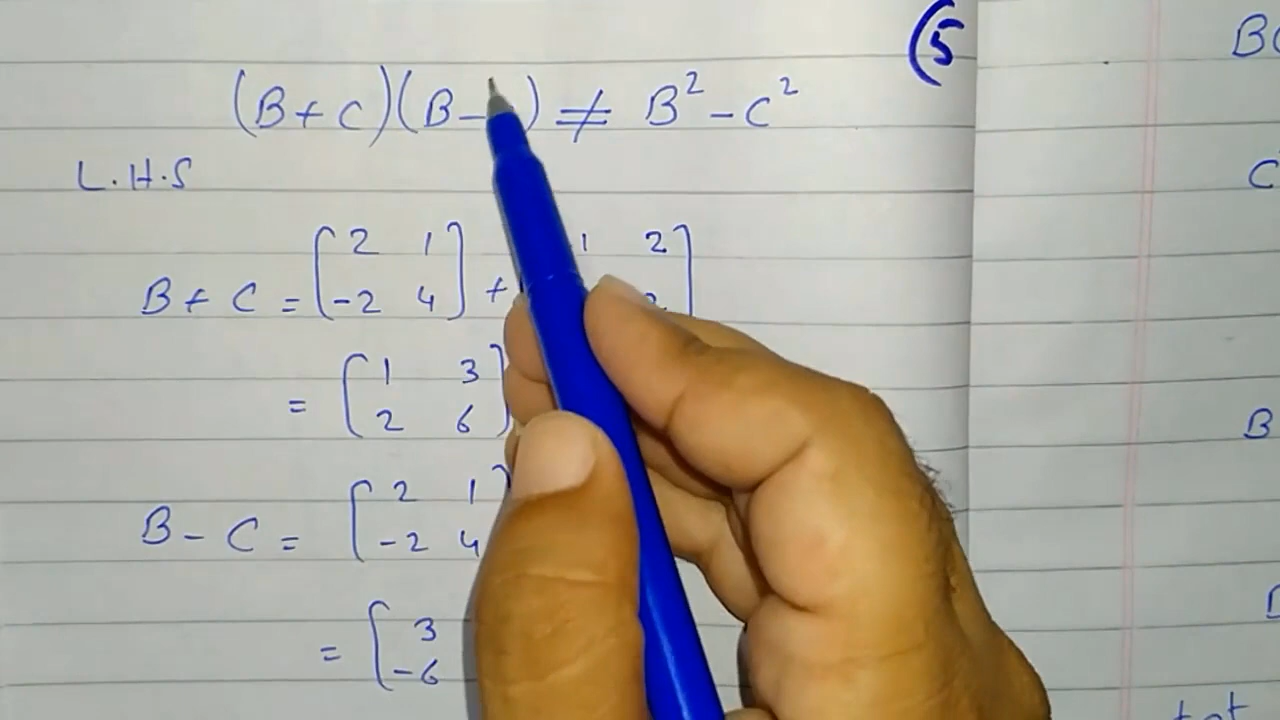 (5
(B+C)(B- ) ≠ B² - C²
L.H.S
B + C = [2 1] + [1 2]
[-2 4]
= [1 3]
[2 6]
B - C = [2 1]
[-2 4
= [3
[-6
B
C
B